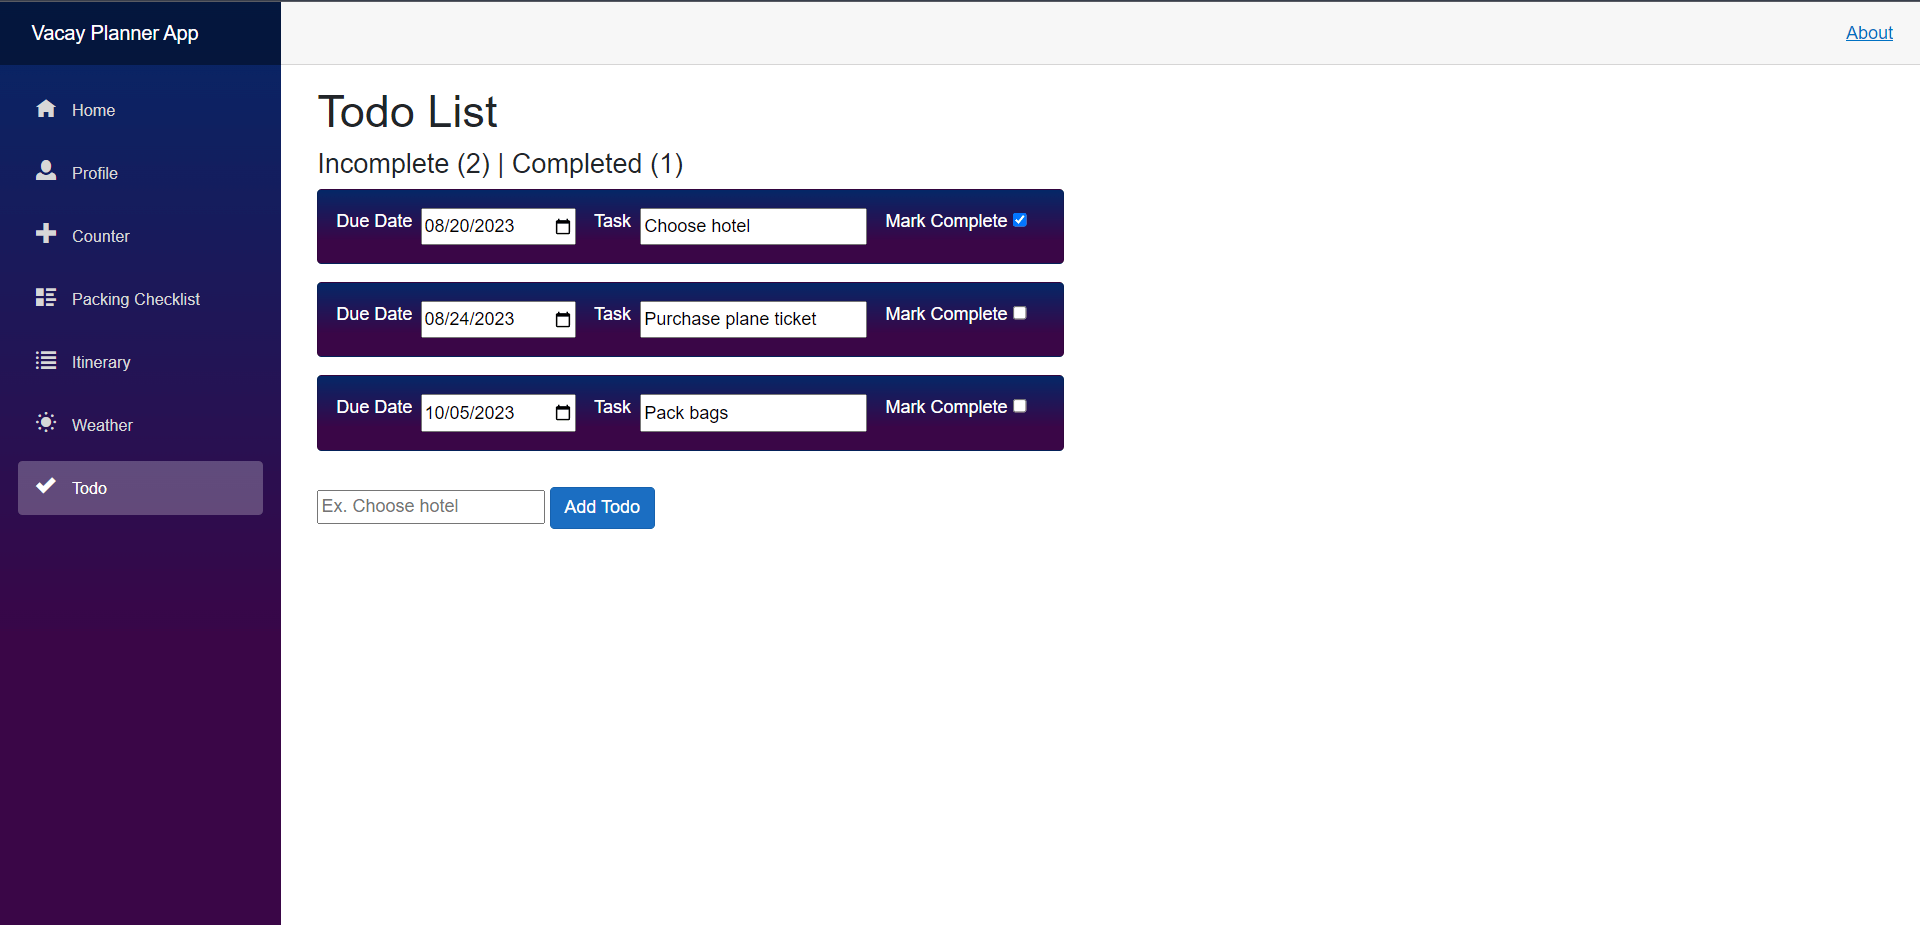 Vacay Planner App
About
Home
Profile
Counter
Packing Checklist
Itinerary
Weather
Todo
Todo List
Incomplete (2) | Completed (1)
Due Date 08/20/2023 Task Choose hotel Mark Complete
Due Date 08/24/2023 Task Purchase plane ticket Mark Complete
Due Date 10/05/2023 Task Pack bags Mark Complete
Ex. Choose hotel Add Todo